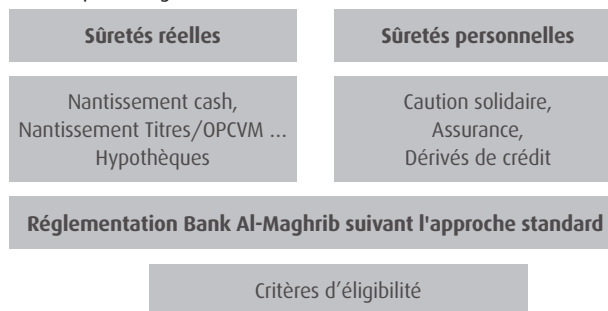 Sûretés réelles
Sûretés personnelles
Nantissement cash,
Nantissement Titres/OPCVM ...
Hypothèques
Caution solidaire,
Assurance,
Dérivés de crédit
Réglementation Bank Al-Maghrib suivant l'approche standard
Critères d’éligibilité